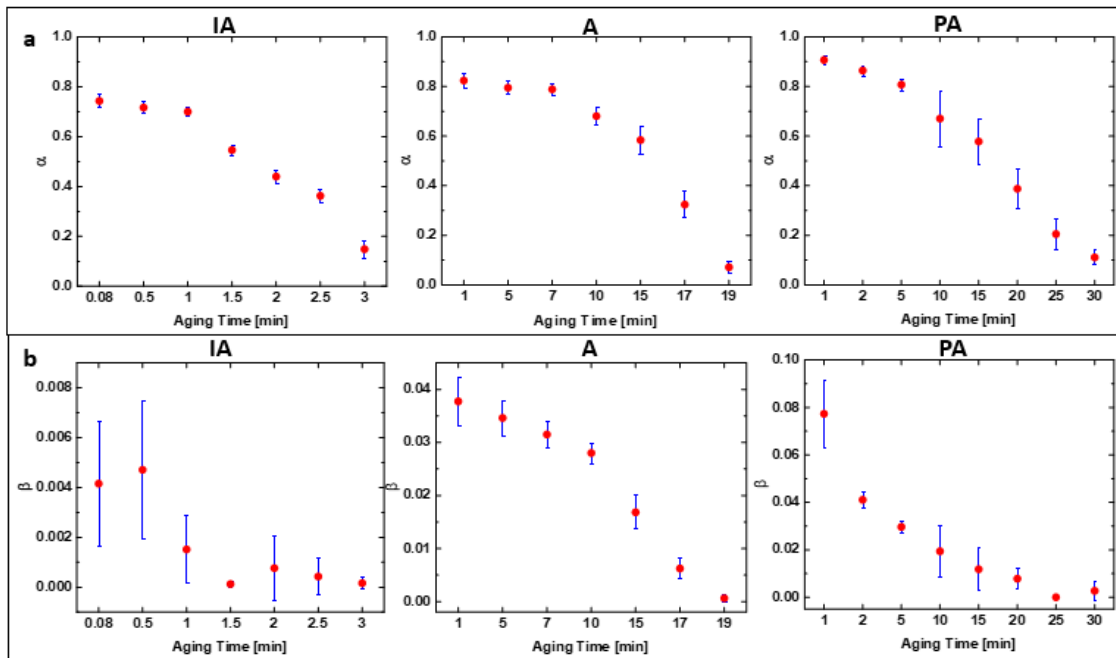 IA A PA
a
1.0 1.0 1.0
0.8 0.8 0.8
0.6 0.6 0.6
α α α
0.4 0.4 0.4
0.2 0.2 0.2
0.0 0.0 0.0
0.08 0.5 1 1.5 2 2.5 3 1 5 7 10 15 17 19 1 2 5 10 15 20 25 30
Aging Time [min] Aging Time [min] Aging Time [min]
IA A PA
b
0.008 0.04 0.10
0.006 0.03 0.08
0.004 0.02 0.06
β β β
0.002 0.01 0.04
0.000 0.00 0.02
0.00
0.08 0.5 1 1.5 2 2.5 3 1 5 7 10 15 17 19 1 2 5 10 15 20 25 30
Aging Time [min] Aging Time [min] Aging Time [min]